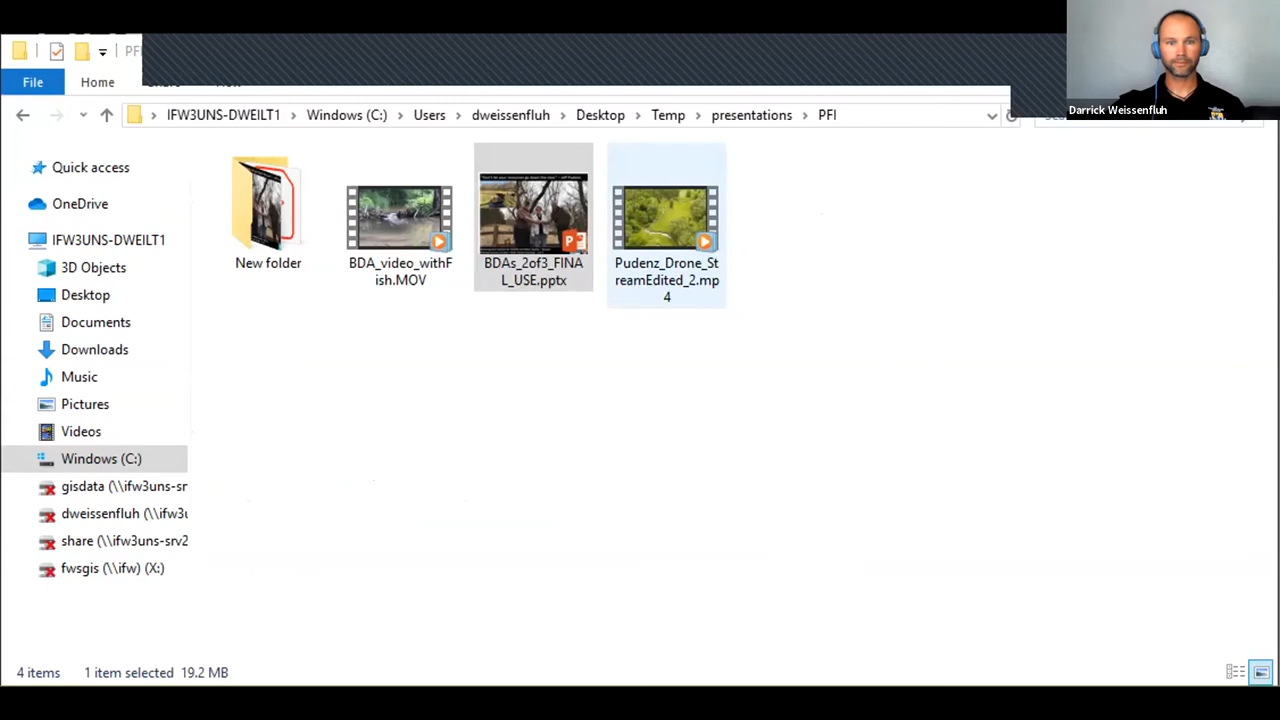 Darrick Weissenfluh
PFI
File
Home
IFW3UNS-DWEILT1 > Windows (C:) > Users > dweissenfluh > Desktop > Temp > presentations > PFI
Quick access
OneDrive
IFW3UNS-DWEILT1
3D Objects
Desktop
Documents
Downloads
Music
Pictures
Videos
Windows (C:)
gisdata (\\ifw3uns-sr
dweissenfluh (\\ifw3u
share (\\ifw3uns-srv2
fwsgis (\\ifw) (X:)
New folder
BDA_video_withF
ish.MOV
BDAs_2of3_FINA
L_USE.pptx
Pudenz_Drone_St
reamEdited_2.mp
4
4 items
1 item selected 19.2 MB